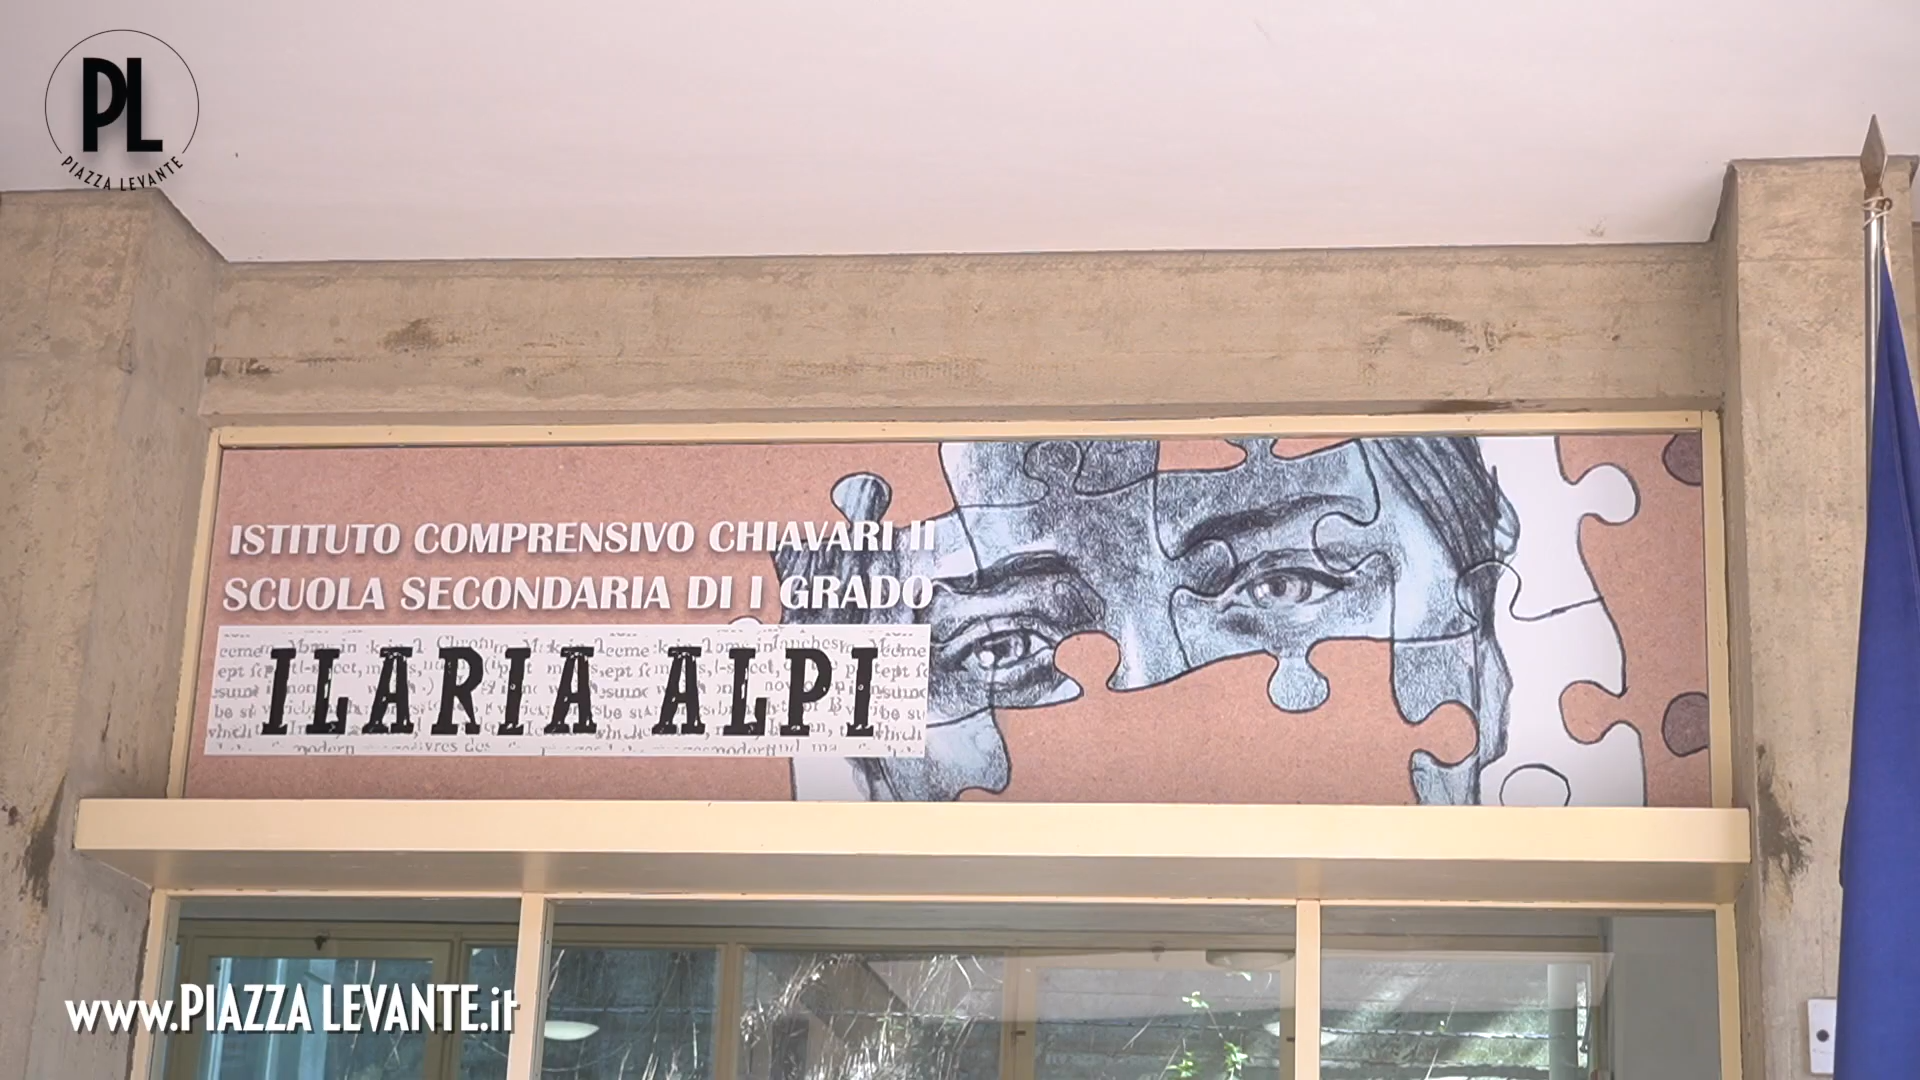 PL
PIAZZA LEVANTE
ISTITUTO COMPRENSIVO CHIAVARI II
SCUOLA SECONDARIA DI I GRADO
ILARIA ALPI
www.PIAZZA LEVANTE.it